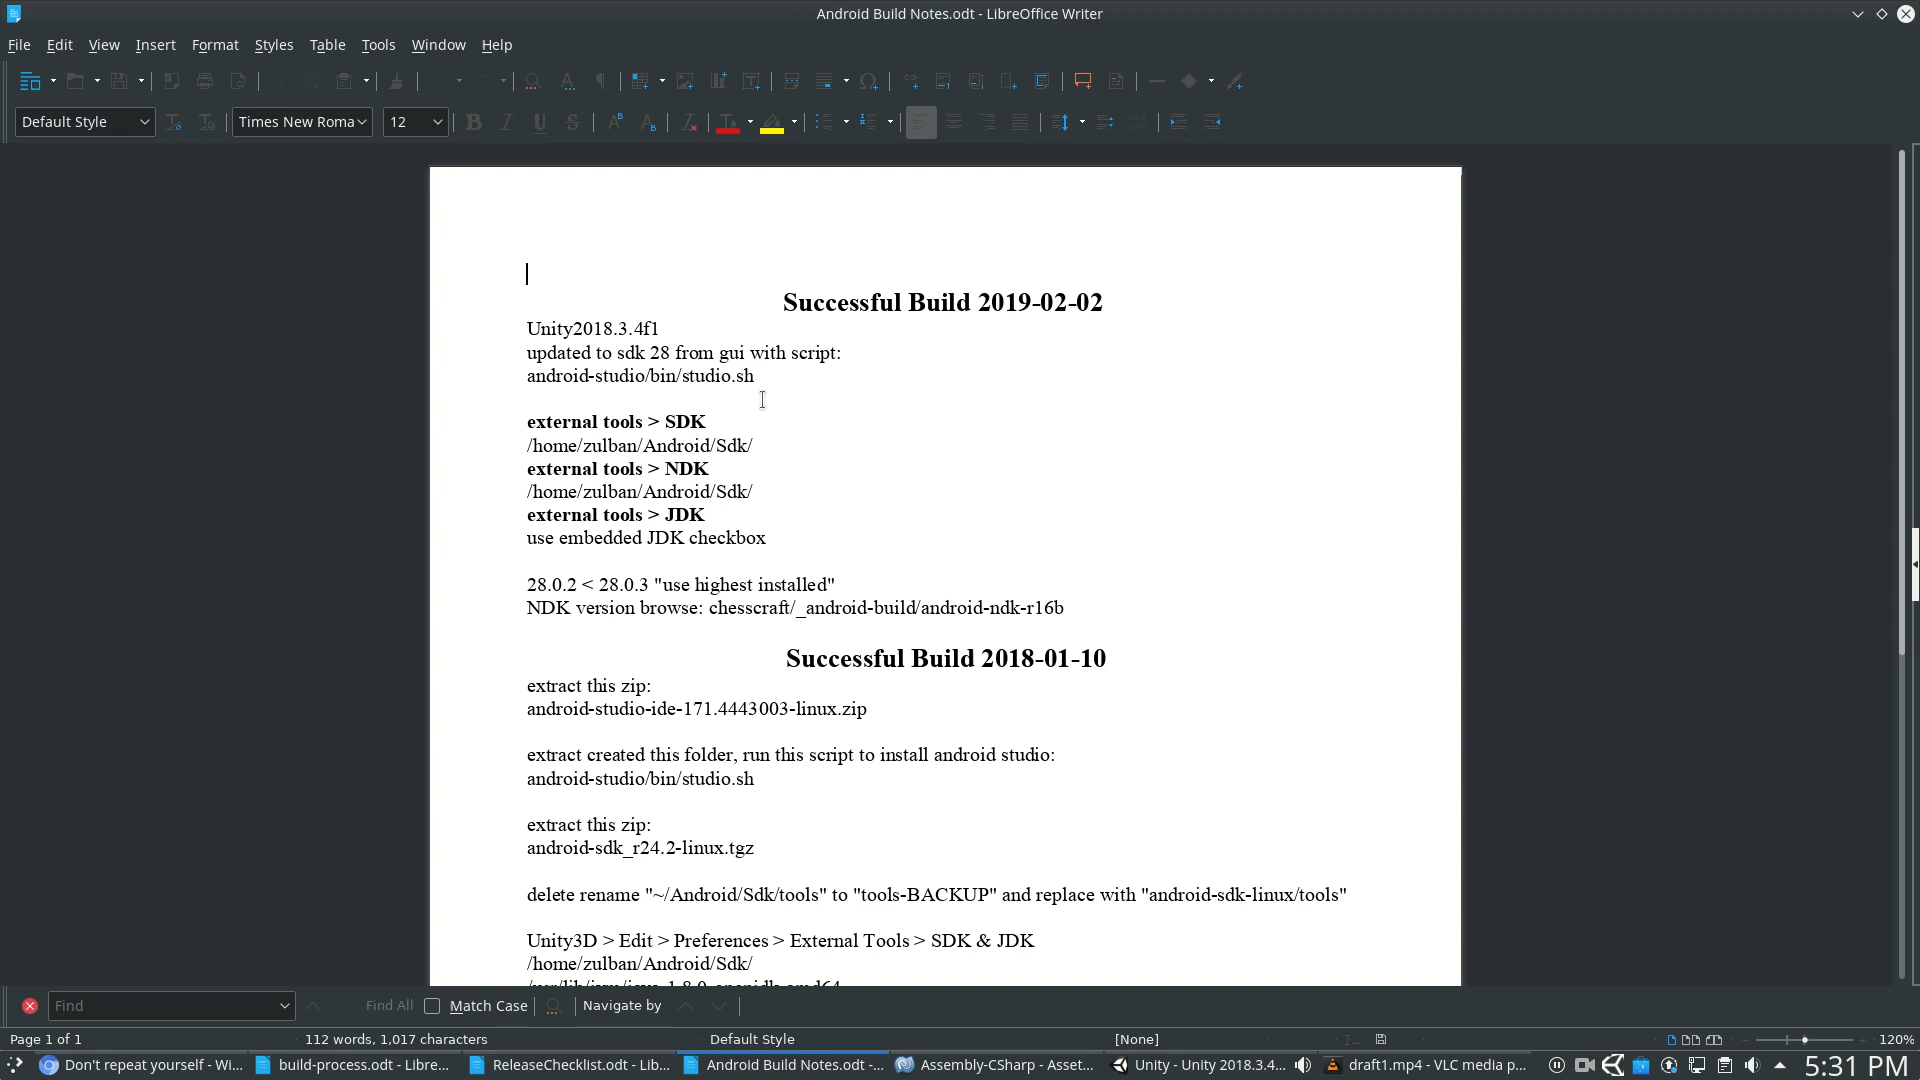 Android Build Notes.odt - LibreOffice Writer
File Edit View Insert Format Styles Table Tools Window Help
Default Style Times New Roma 12
Successful Build 2019-02-02
Unity2018.3.4f1
updated to sdk 28 from gui with script:
android-studio/bin/studio.sh
external tools > SDK
/home/zulban/Android/Sdk/
external tools > NDK
/home/zulban/Android/Sdk/
external tools > JDK
use embedded JDK checkbox
28.0.2 < 28.0.3 "use highest installed"
NDK version browse: chesscraft/_android-build/android-ndk-r16b
Successful Build 2018-01-10
extract this zip:
android-studio-ide-171.4443003-linux.zip
extract created this folder, run this script to install android studio:
android-studio/bin/studio.sh
extract this zip:
android-sdk_r24.2-linux.tgz
delete rename "~/Android/Sdk/tools" to "tools-BACKUP" and replace with "android-sdk-linux/tools"
Unity3D > Edit > Preferences > External Tools > SDK & JDK
/home/zulban/Android/Sdk/
Find Find All Match Case Navigate by
Page 1 of 1 112 words, 1,017 characters Default Style [None] 120%
Don't repeat yourself - Wi... build-process.odt - Libre... ReleaseChecklist.odt - Lib... Android Build Notes.odt -... Assembly-CSharp - Asset... Unity - Unity 2018.3.4... draft1.mp4 - VLC media p... 5:31 PM